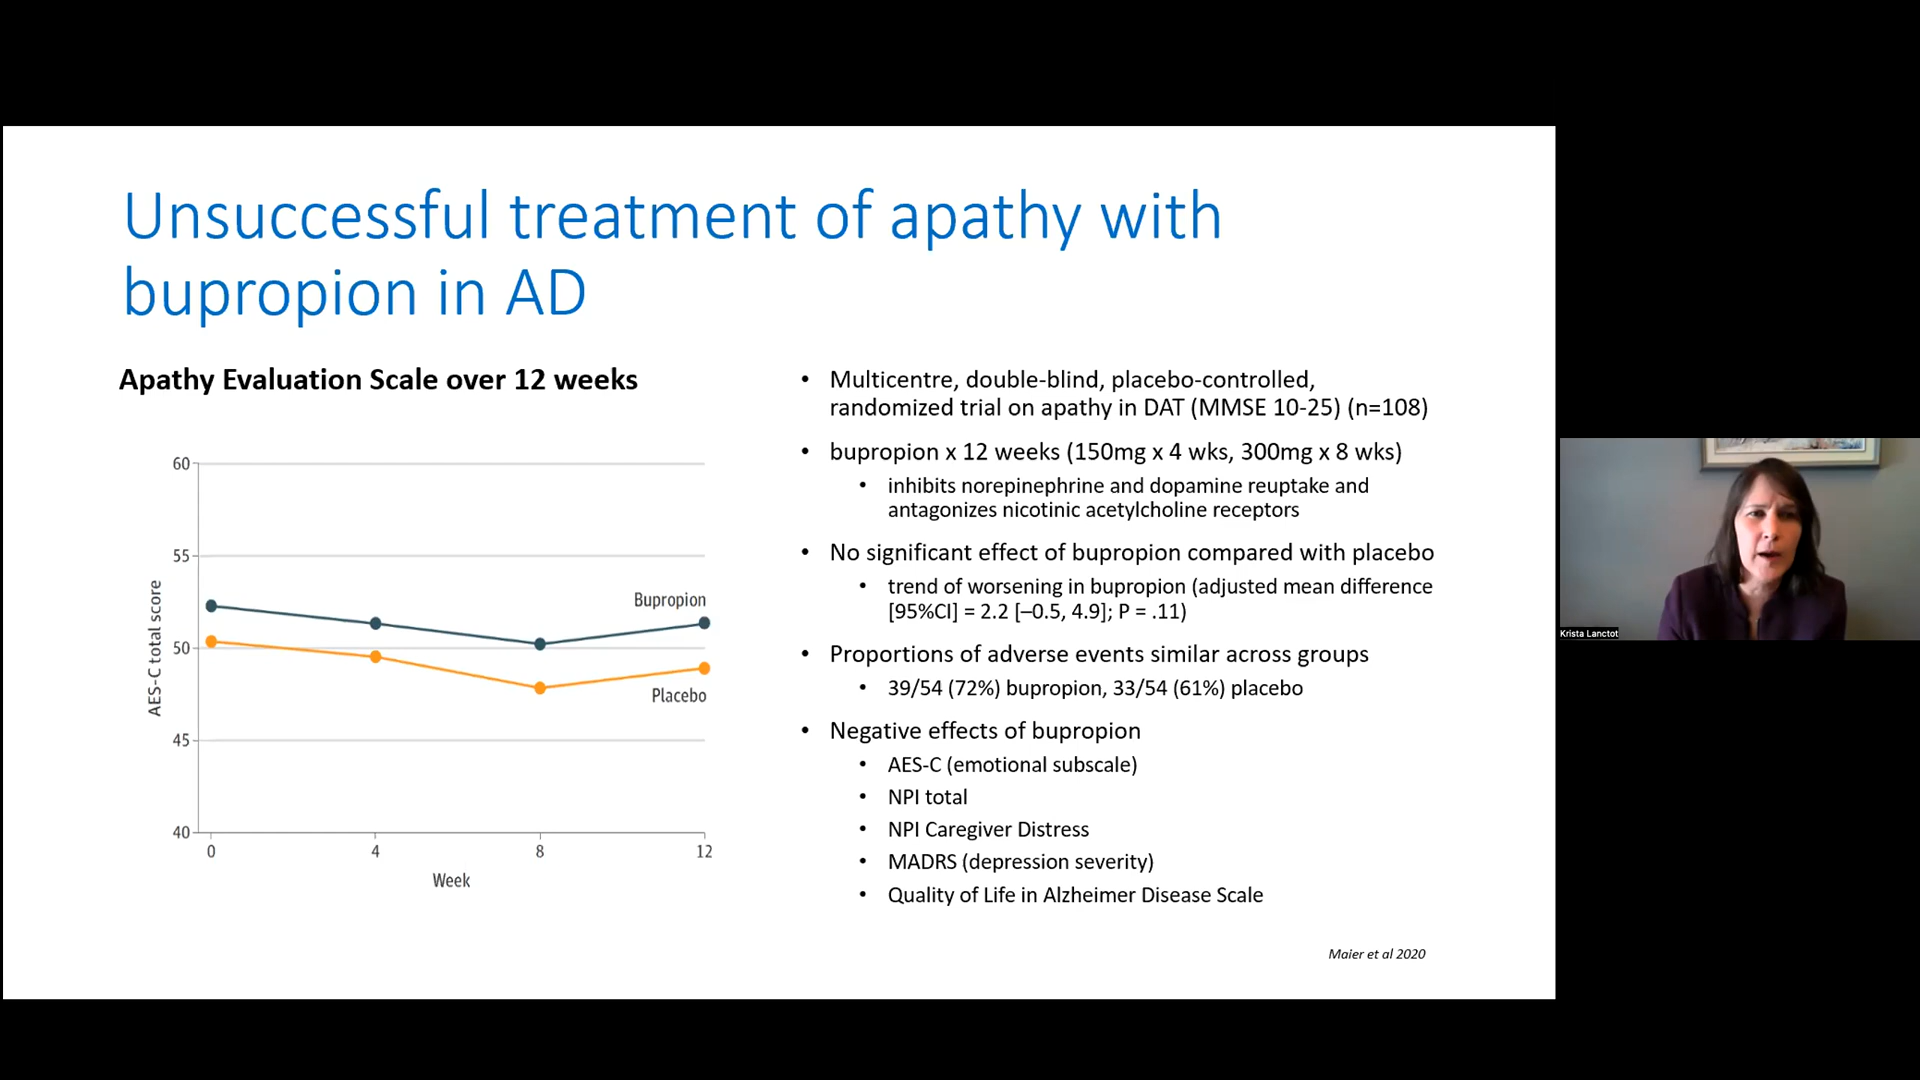 Unsuccessful treatment of apathy with
bupropion in AD
Apathy Evaluation Scale over 12 weeks
60
55
50
45
40
AES-C total score
Bupropion
Placebo
0 4 8 12
Week
• Multicentre, double-blind, placebo-controlled,
randomized trial on apathy in DAT (MMSE 10-25) (n=108)
• bupropion x 12 weeks (150mg x 4 wks, 300mg x 8 wks)
• inhibits norepinephrine and dopamine reuptake and
antagonizes nicotinic acetylcholine receptors
• No significant effect of bupropion compared with placebo
• trend of worsening in bupropion (adjusted mean difference
[95%CI] = 2.2 [–0.5, 4.9]; P = .11)
• Proportions of adverse events similar across groups
• 39/54 (72%) bupropion, 33/54 (61%) placebo
• Negative effects of bupropion
• AES-C (emotional subscale)
• NPI total
• NPI Caregiver Distress
• MADRS (depression severity)
• Quality of Life in Alzheimer Disease Scale
Maier et al 2020
Krista Lanctot